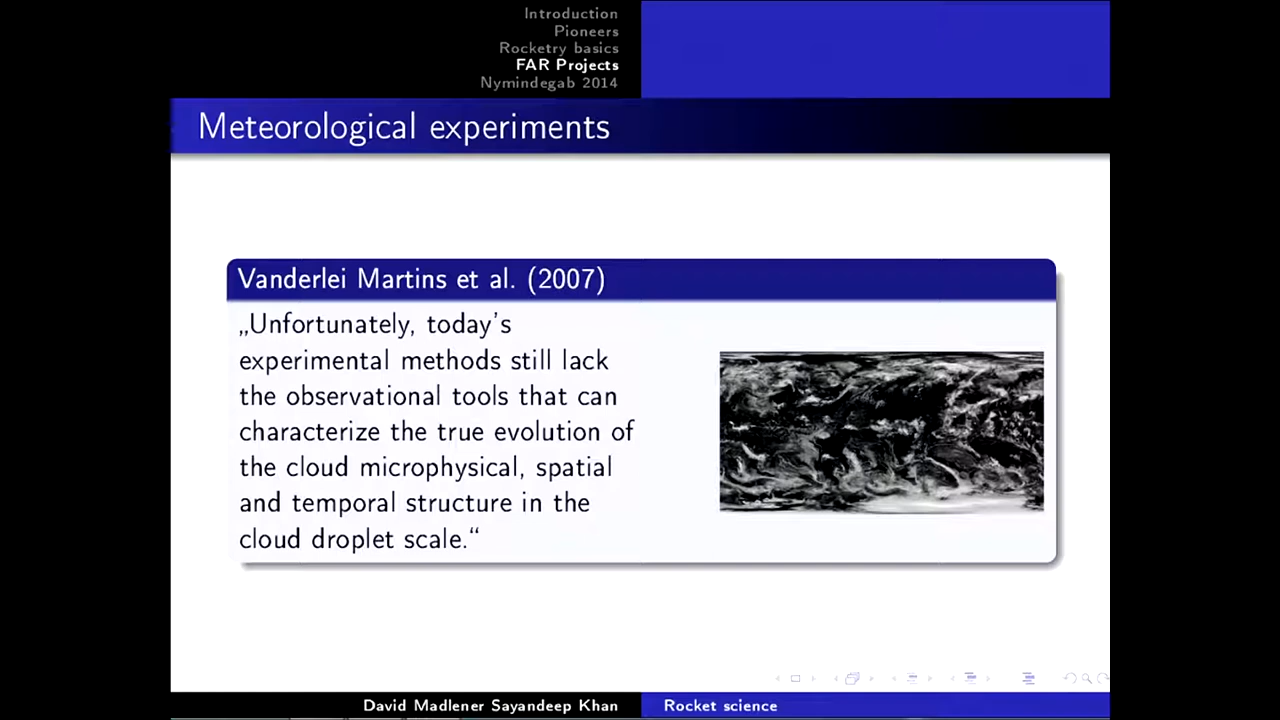 Introduction
Pioneers
Rocketry basics
FAR Projects
Nymindegab 2014
Meteorological experiments
Vanderlei Martins et al. (2007)
„Unfortunately, today's
experimental methods still lack
the observational tools that can
characterize the true evolution of
the cloud microphysical, spatial
and temporal structure in the
cloud droplet scale.“
David Madlener Sayandeep Khan
Rocket science